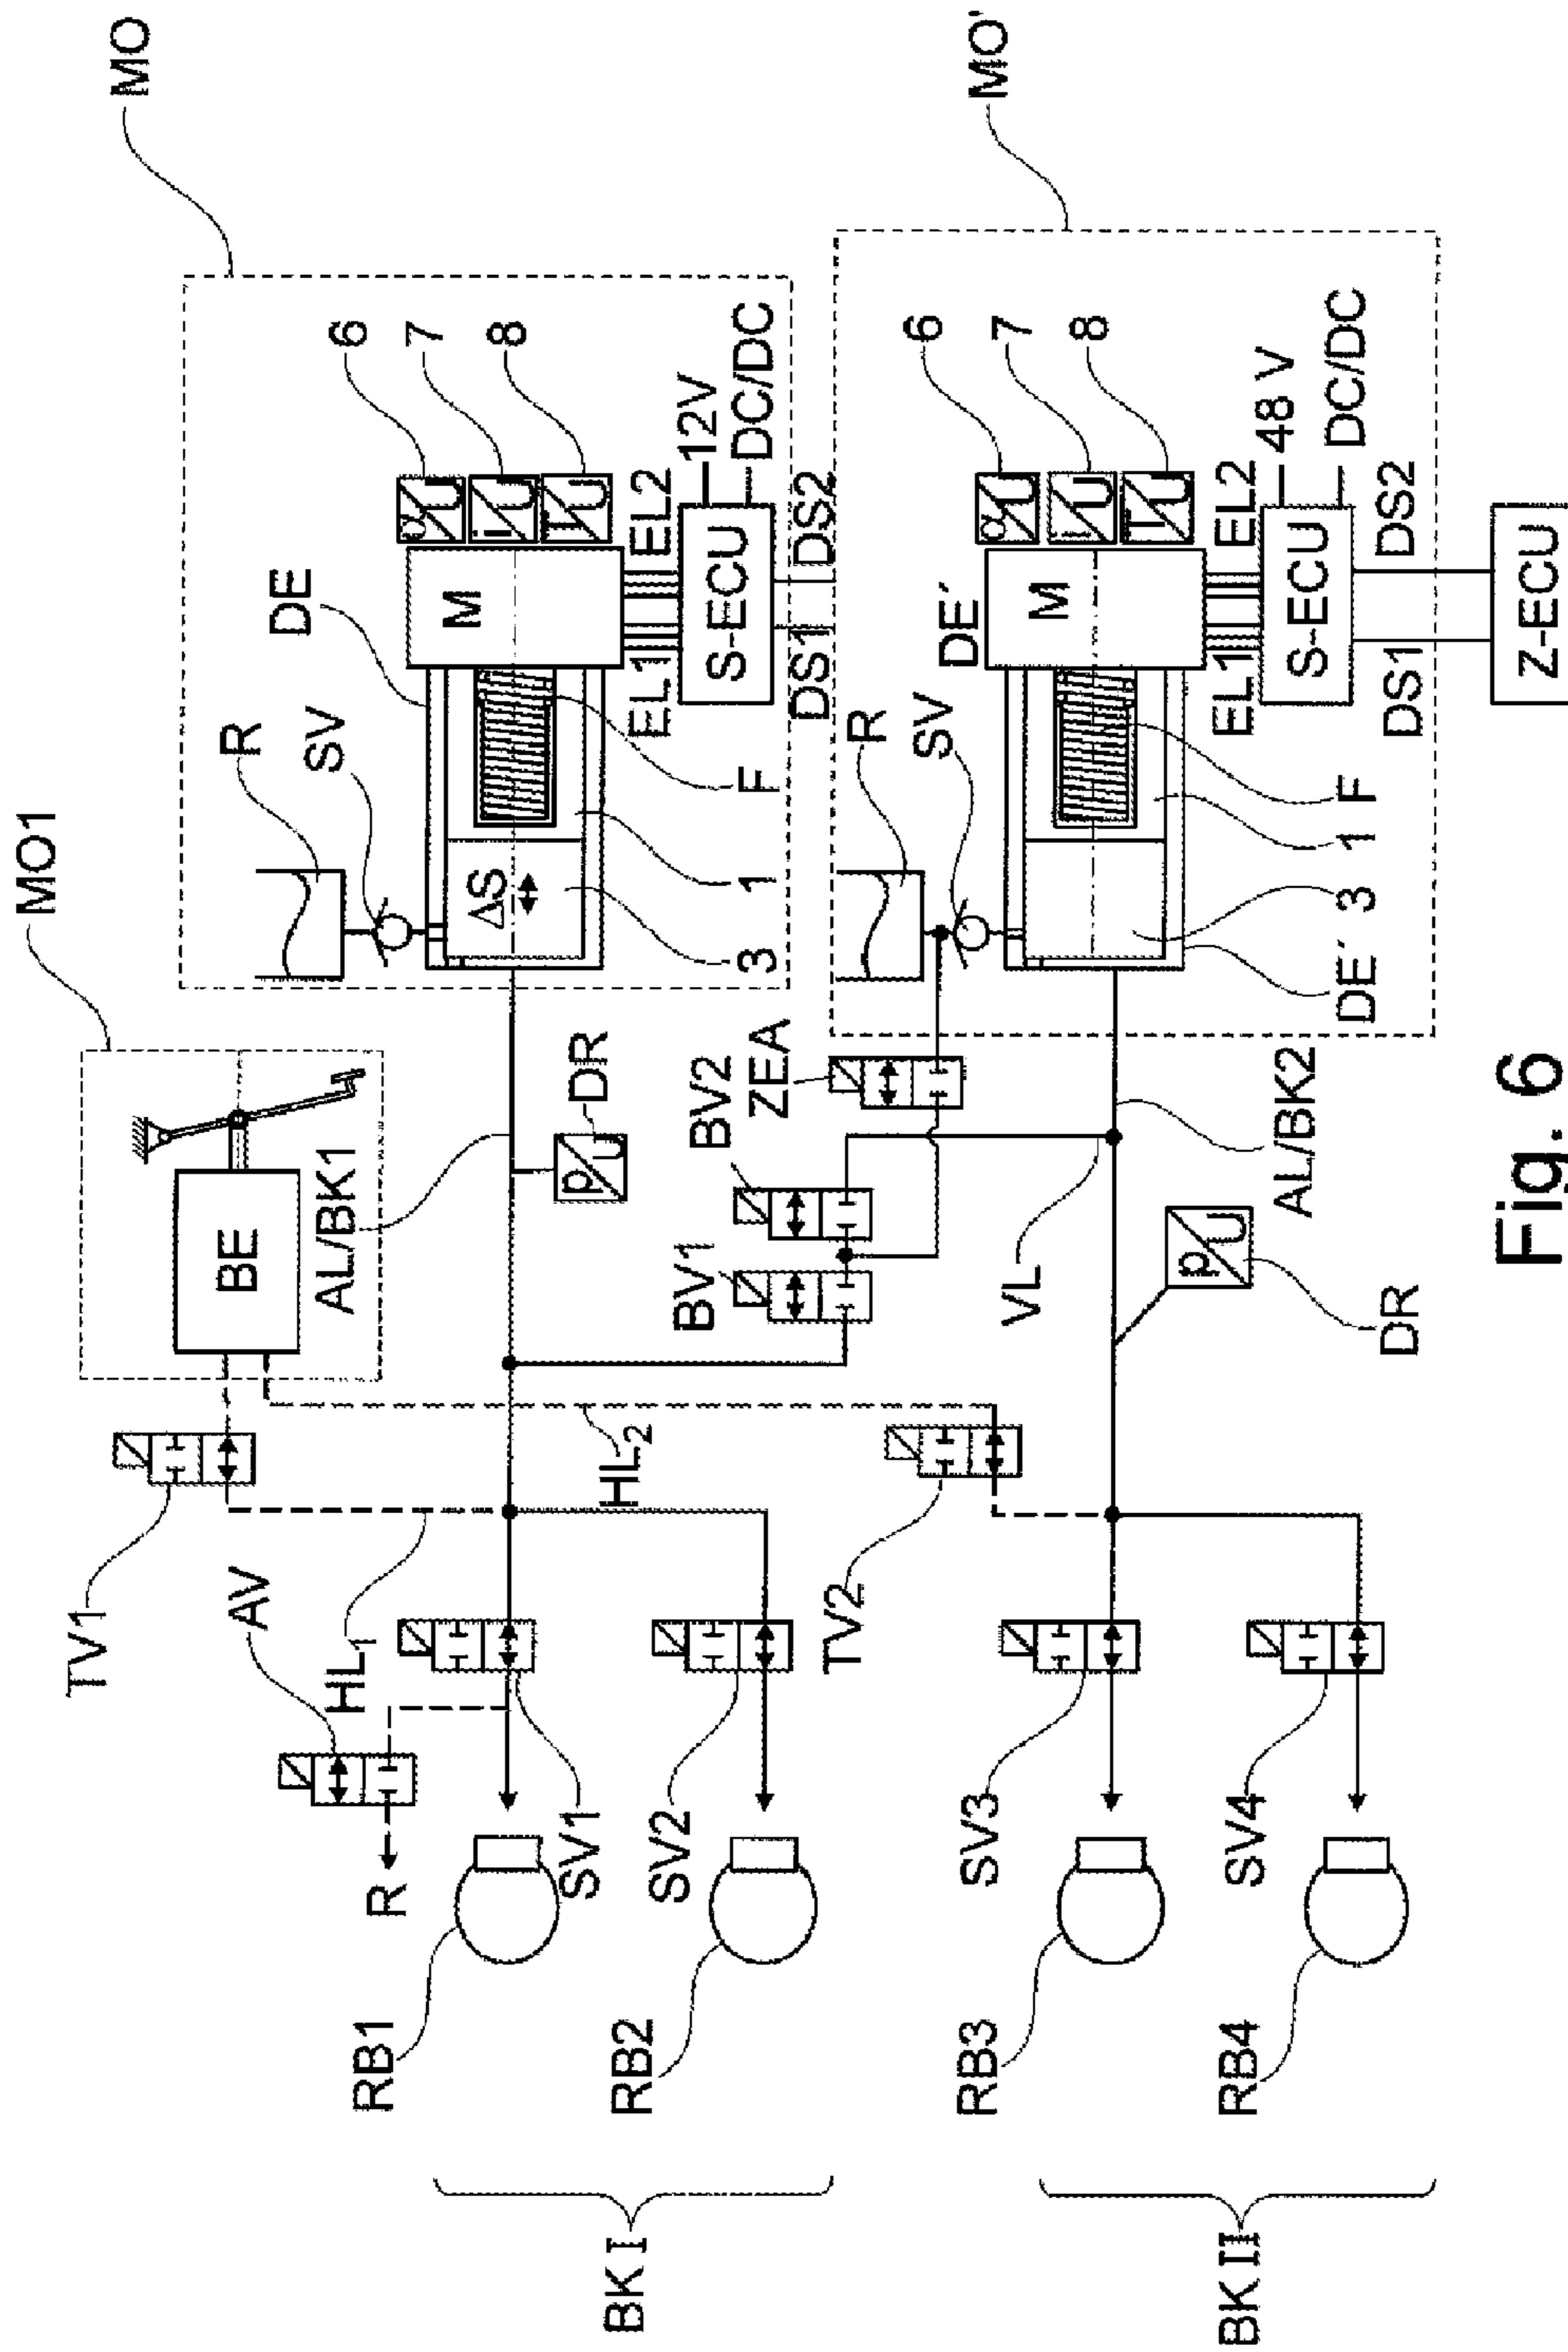 MO1
MO
MO'
TV1
AV
HL1
BE
AL/BK1
R
SV
DE
6
7
8
α
U
i
U
T
U
M
ΔS
EL1
EL2
S-ECU
12V
DC/DC
DS1
DS2
3
1
F
DR
p
U
HL2
BV1
BV2
ZEA
VL
R
SV
DE´
6
7
8
α
U
i
U
T
U
M
EL1
EL2
S-ECU
48 V
DC/DC
DS1
DS2
Z-ECU
DE´
3
1
F
AL/BK2
p
U
DR
TV2
R
SV1
SV2
SV3
SV4
RB1
RB2
RB3
RB4
BK I
BK II
Fig. 6